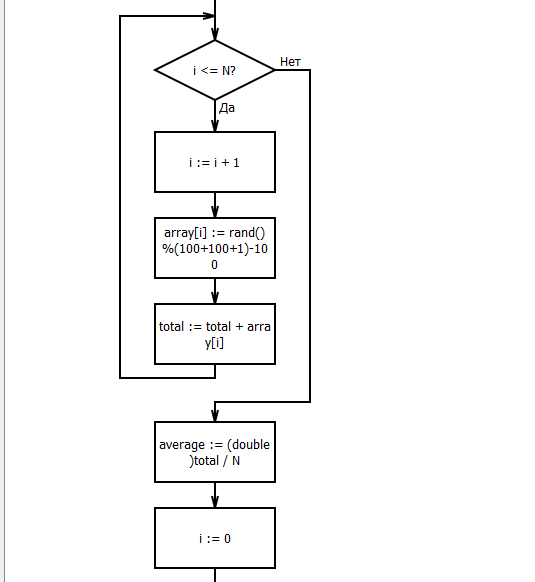 i <= N?
Нет
Да
i := i + 1
array[i] := rand()
%(100+100+1)-10
0
total := total + arra
y[i]
average := (double
)total / N
i := 0